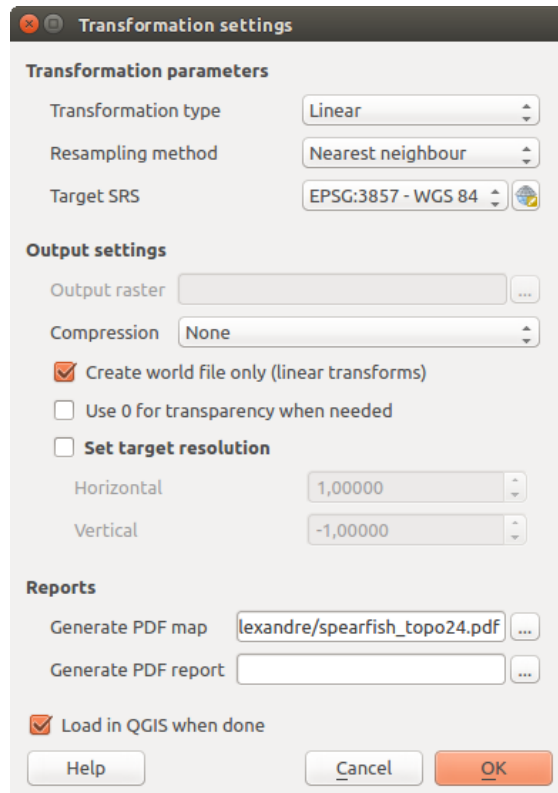 Transformation settings
Transformation parameters
Transformation type Linear
Resampling method Nearest neighbour
Target SRS EPSG:3857 - WGS 84
Output settings
Output raster ...
Compression None
Create world file only (linear transforms)
Use 0 for transparency when needed
Set target resolution
Horizontal 1,00000
Vertical -1,00000
Reports
Generate PDF map lexandre/spearfish_topo24.pdf ...
Generate PDF report ...
Load in QGIS when done
Help Cancel OK